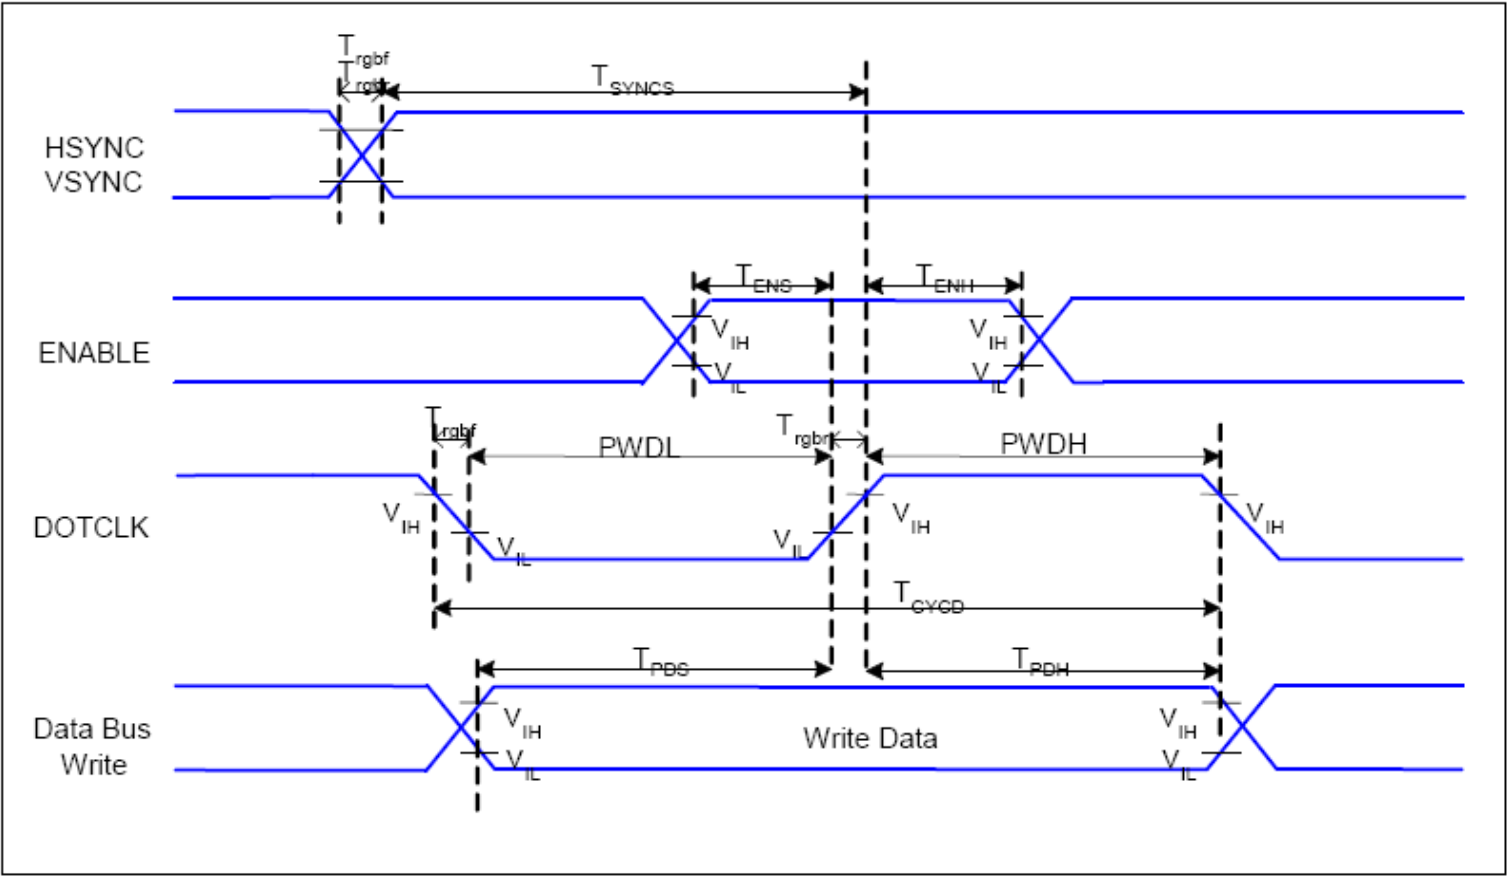 Trgbf
Trgbr
TSYNCS
HSYNC
VSYNC
TENS
TENH
VIH
VIH
ENABLE
VIL
VIL
Trgbf
PWDL
Trgbr
PWDH
VIH
VIH
VIH
DOTCLK
VIL
VIL
TCYCD
TPDS
TPDH
VIH
VIH
Data Bus
Write
Write Data
VIL
VIL